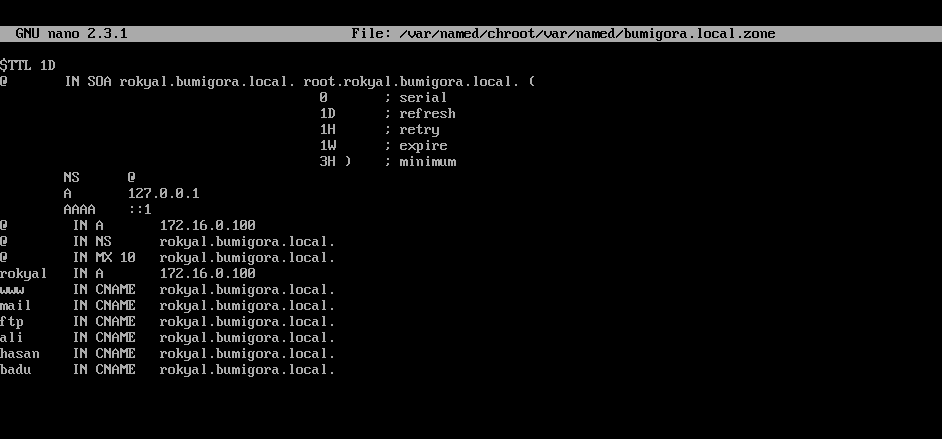 GNU nano 2.3.1 File: /var/named/chroot/var/named/bumigora.local.zone
$TTL 1D
@ IN SOA rokyal.bumigora.local. root.rokyal.bumigora.local. (
0 ; serial
1D ; refresh
1H ; retry
1W ; expire
3H ) ; minimum
NS @
A 127.0.0.1
AAAA ::1
@ IN A 172.16.0.100
@ IN NS rokyal.bumigora.local.
@ IN MX 10 rokyal.bumigora.local.
rokyal IN A 172.16.0.100
www IN CNAME rokyal.bumigora.local.
mail IN CNAME rokyal.bumigora.local.
ftp IN CNAME rokyal.bumigora.local.
ali IN CNAME rokyal.bumigora.local.
hasan IN CNAME rokyal.bumigora.local.
badu IN CNAME rokyal.bumigora.local.